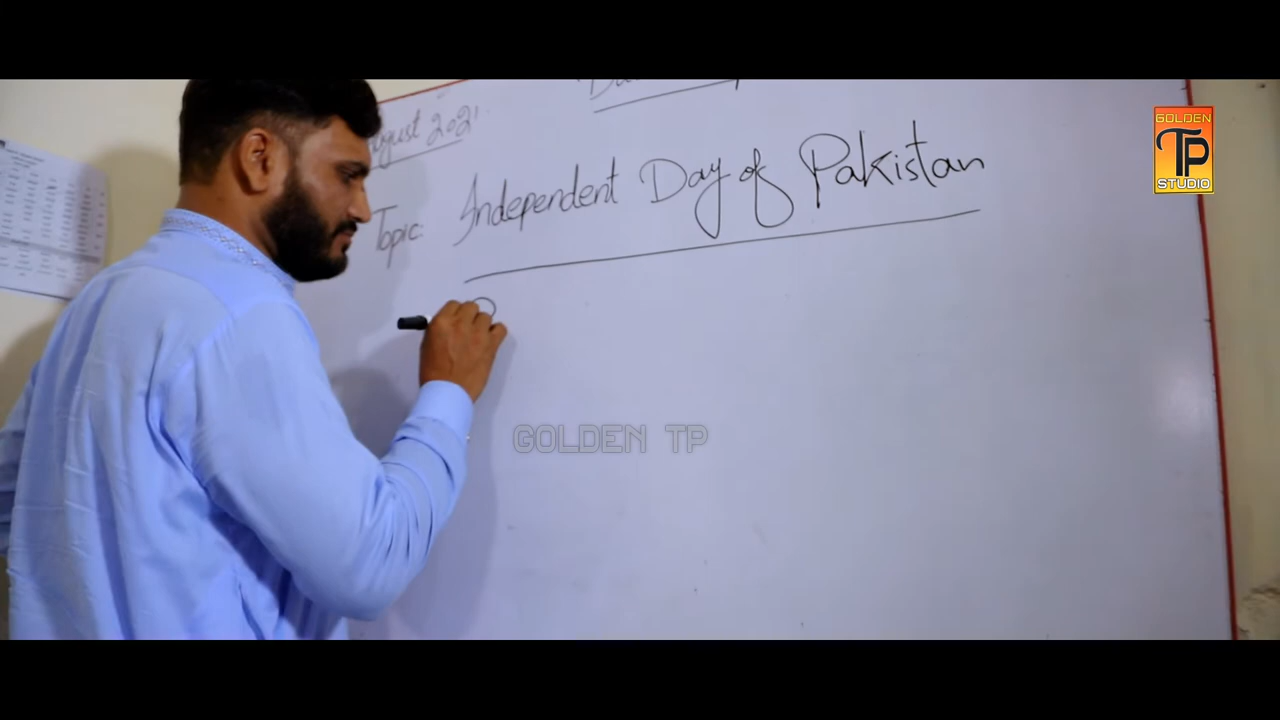 August 2021
Topic: Independent Day of Pakistan
GOLDEN
TP
STUDIO
GOLDEN TP